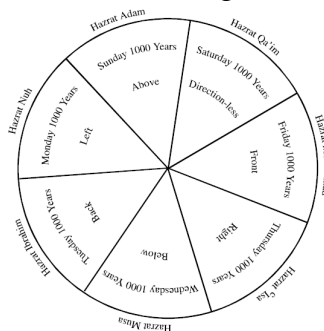 Hazrat Adam
Sunday 1000 Years
Above
Hazrat Qa'im
Saturday 1000 Years
Direction-less
Friday 1000 Years
Front
Hazrat ʿIsa
Thursday 1000 Years
Right
Hazrat Musa
Wednesday 1000 Years
Below
Hazrat Ibrahim
Tuesday 1000 Years
Back
Hazrat Nuh
Monday 1000 Years
Left